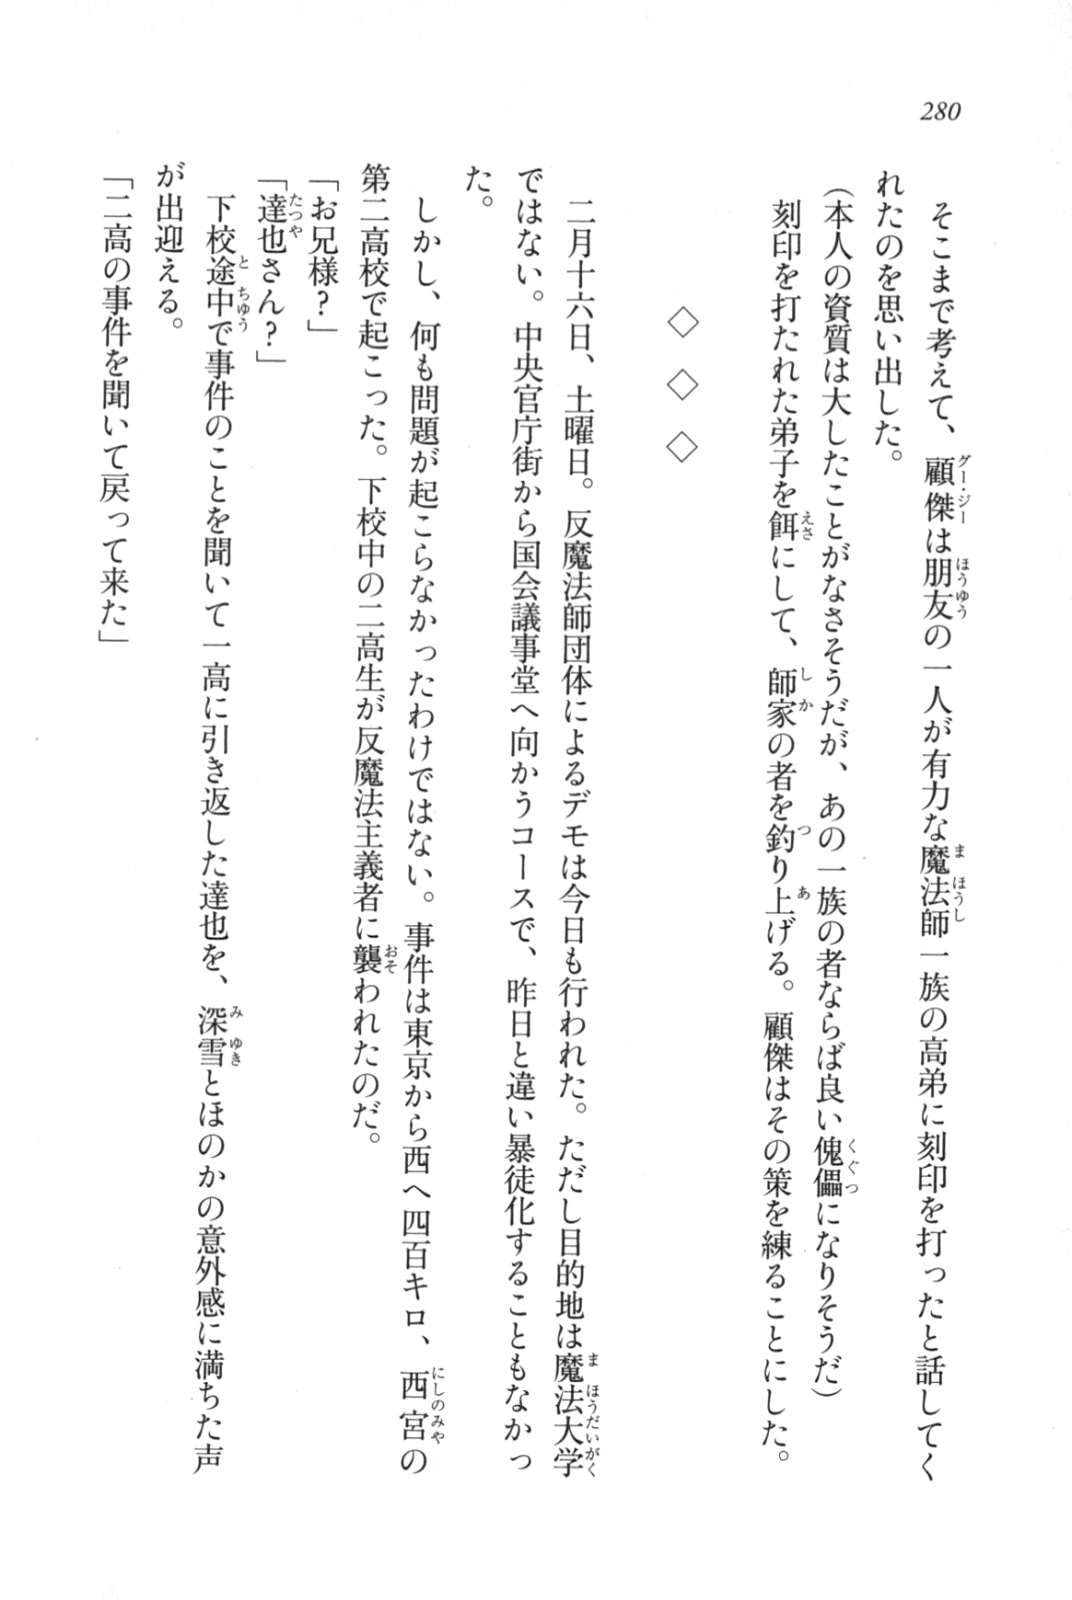 280
そこまで考えて、顧傑は朋友の一人が有力な魔法師一族の高弟に刻印を打ったと話してく
れたのを思い出した。
（本人の資質は大したことがなさそうだが、あの一族の者ならば良い傀儡になりそうだ）
刻印を打たれた弟子を餌にして、師家の者を釣り上げる。顧傑はその策を練ることにした。
◇ ◇ ◇
二月十六日、土曜日。反魔法師団体によるデモは今日も行われた。ただし目的地は魔法大学
ではない。中央官庁街から国会議事堂へ向かうコースで、昨日と違い暴徒化することもなかっ
た。
しかし、何も問題が起こらなかったわけではない。事件は東京から西へ四百キロ、西宮の
第二高校で起こった。下校中の二高生が反魔法主義者に襲われたのだ。
「お兄様？」
「達也さん？」
下校途中で事件のことを聞いて一高に引き返した達也を、深雪とほのかの意外感に満ちた声
が出迎える。
「二高の事件を聞いて戻って来た」